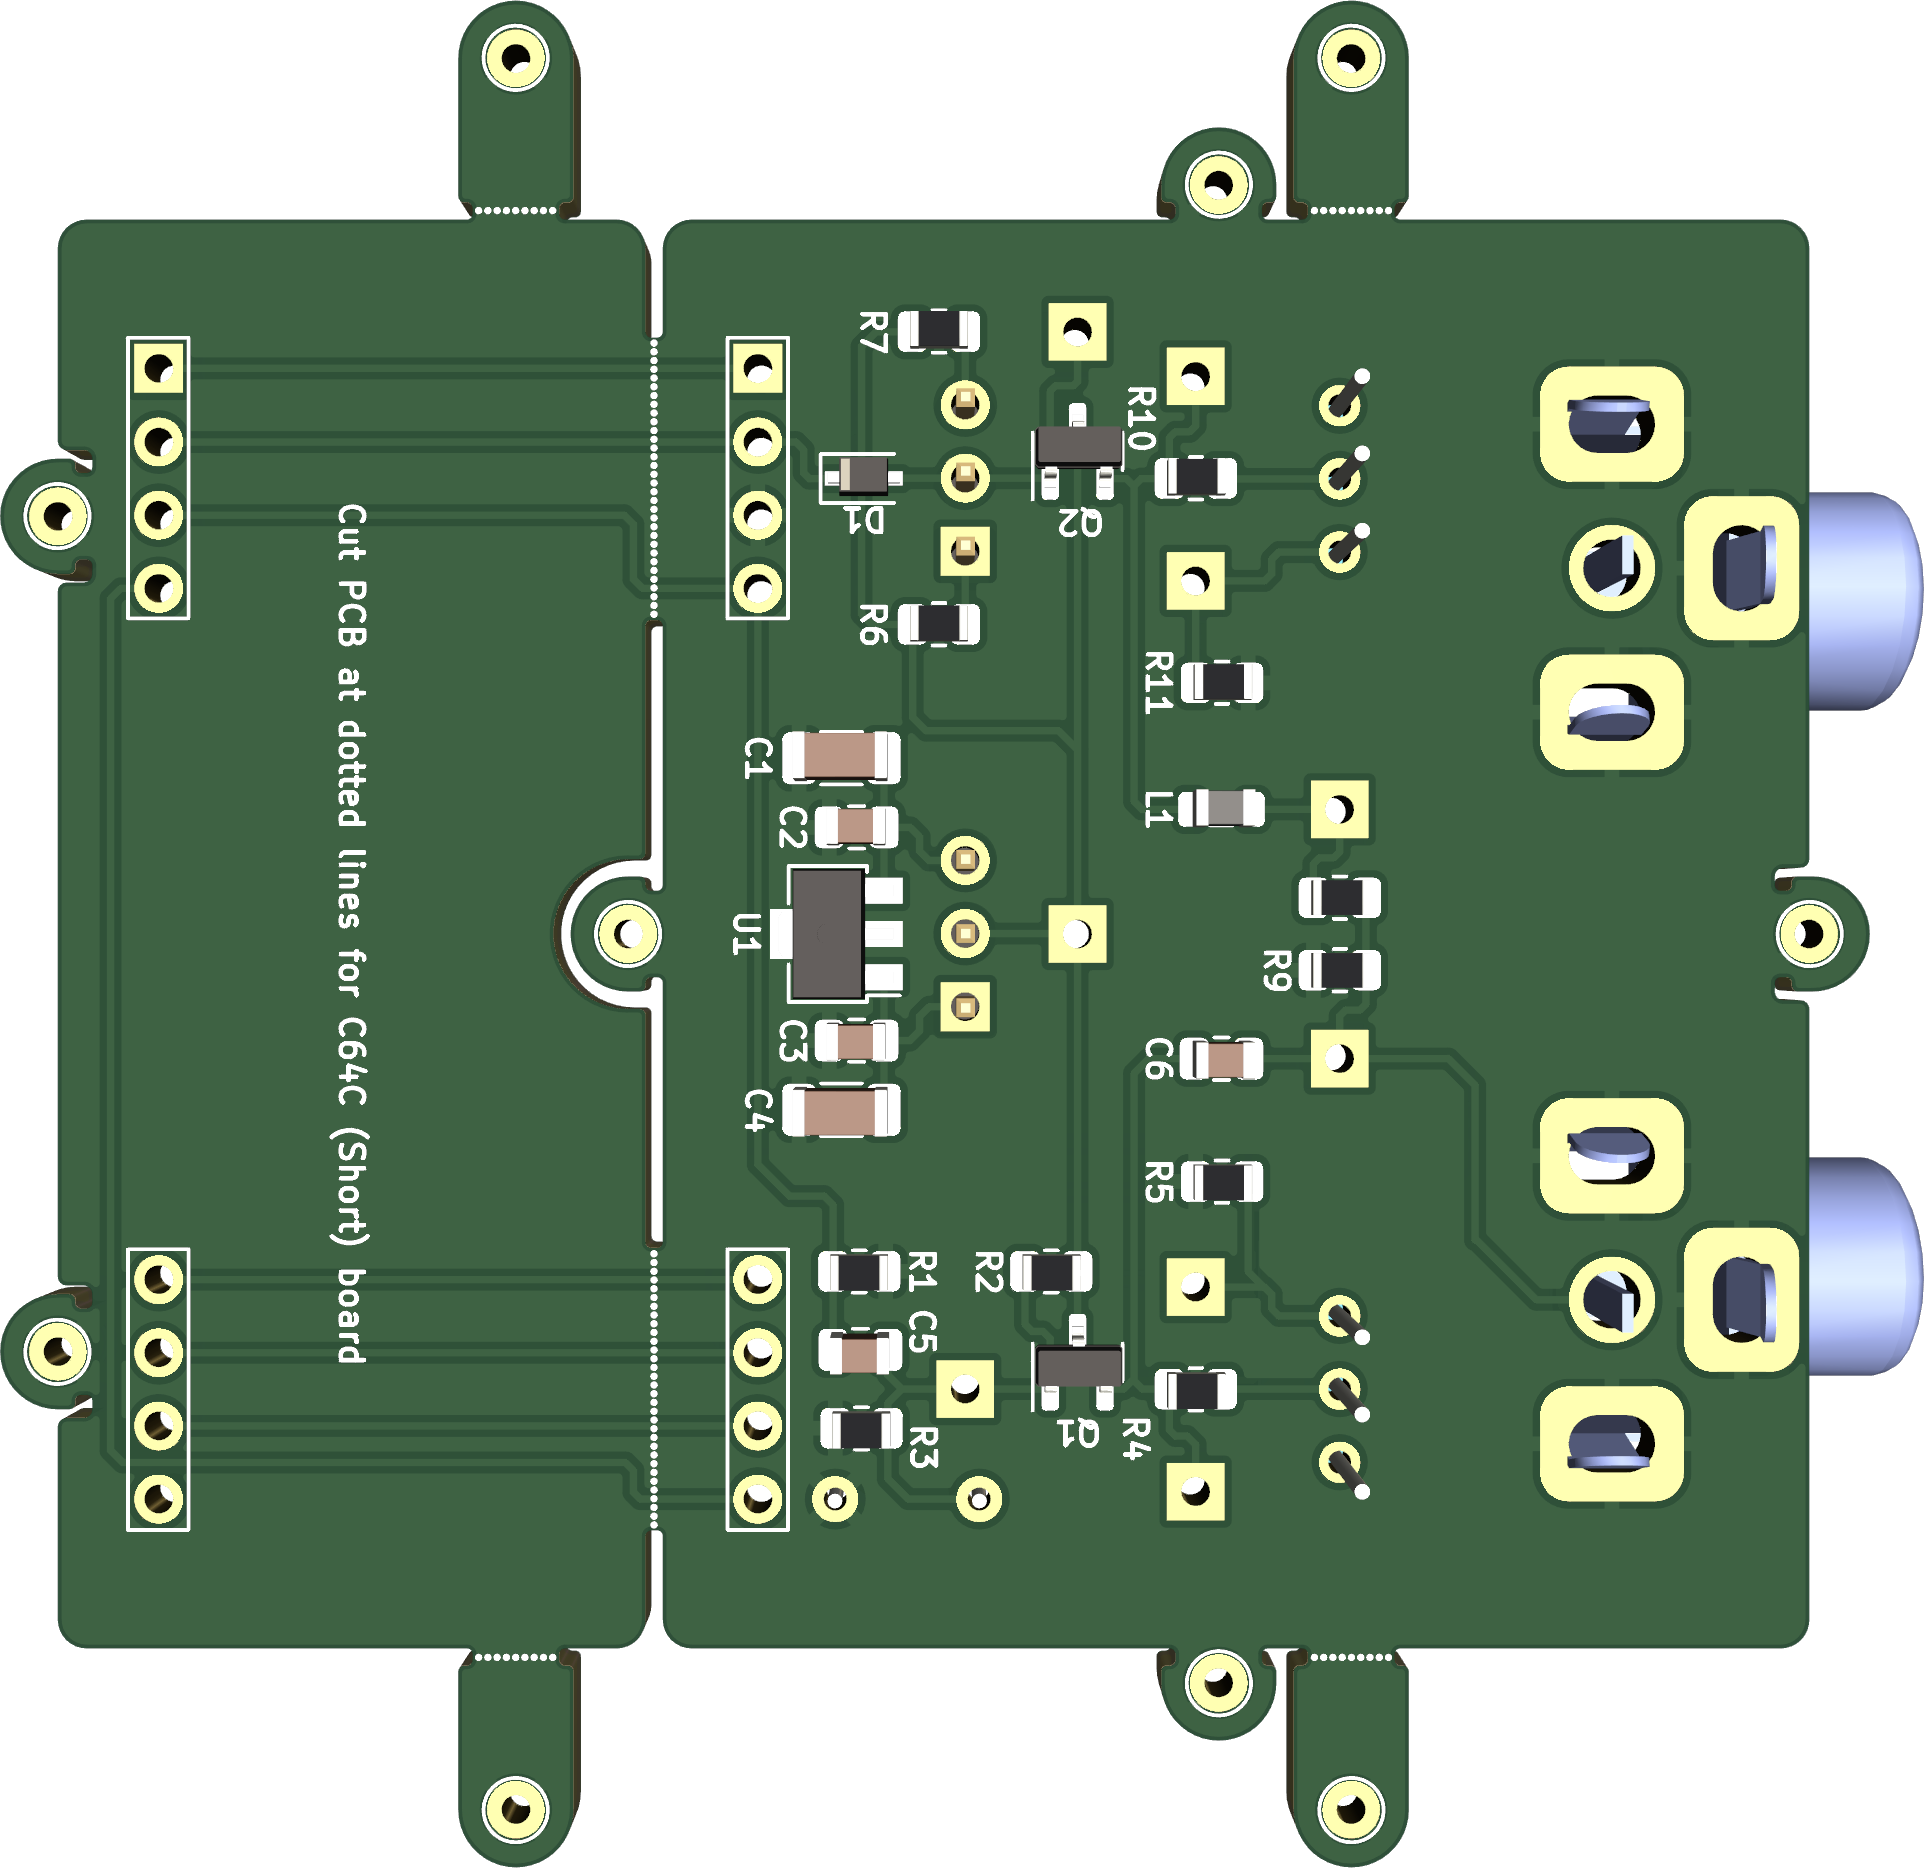 Cut PCB at dotted lines for C64C (Short) board
R7
R10
D1
Q2
R6
R11
C1
C2
L1
U1
R9
C3
C6
C4
R5
R1
R2
C5
R3
Q1
R4